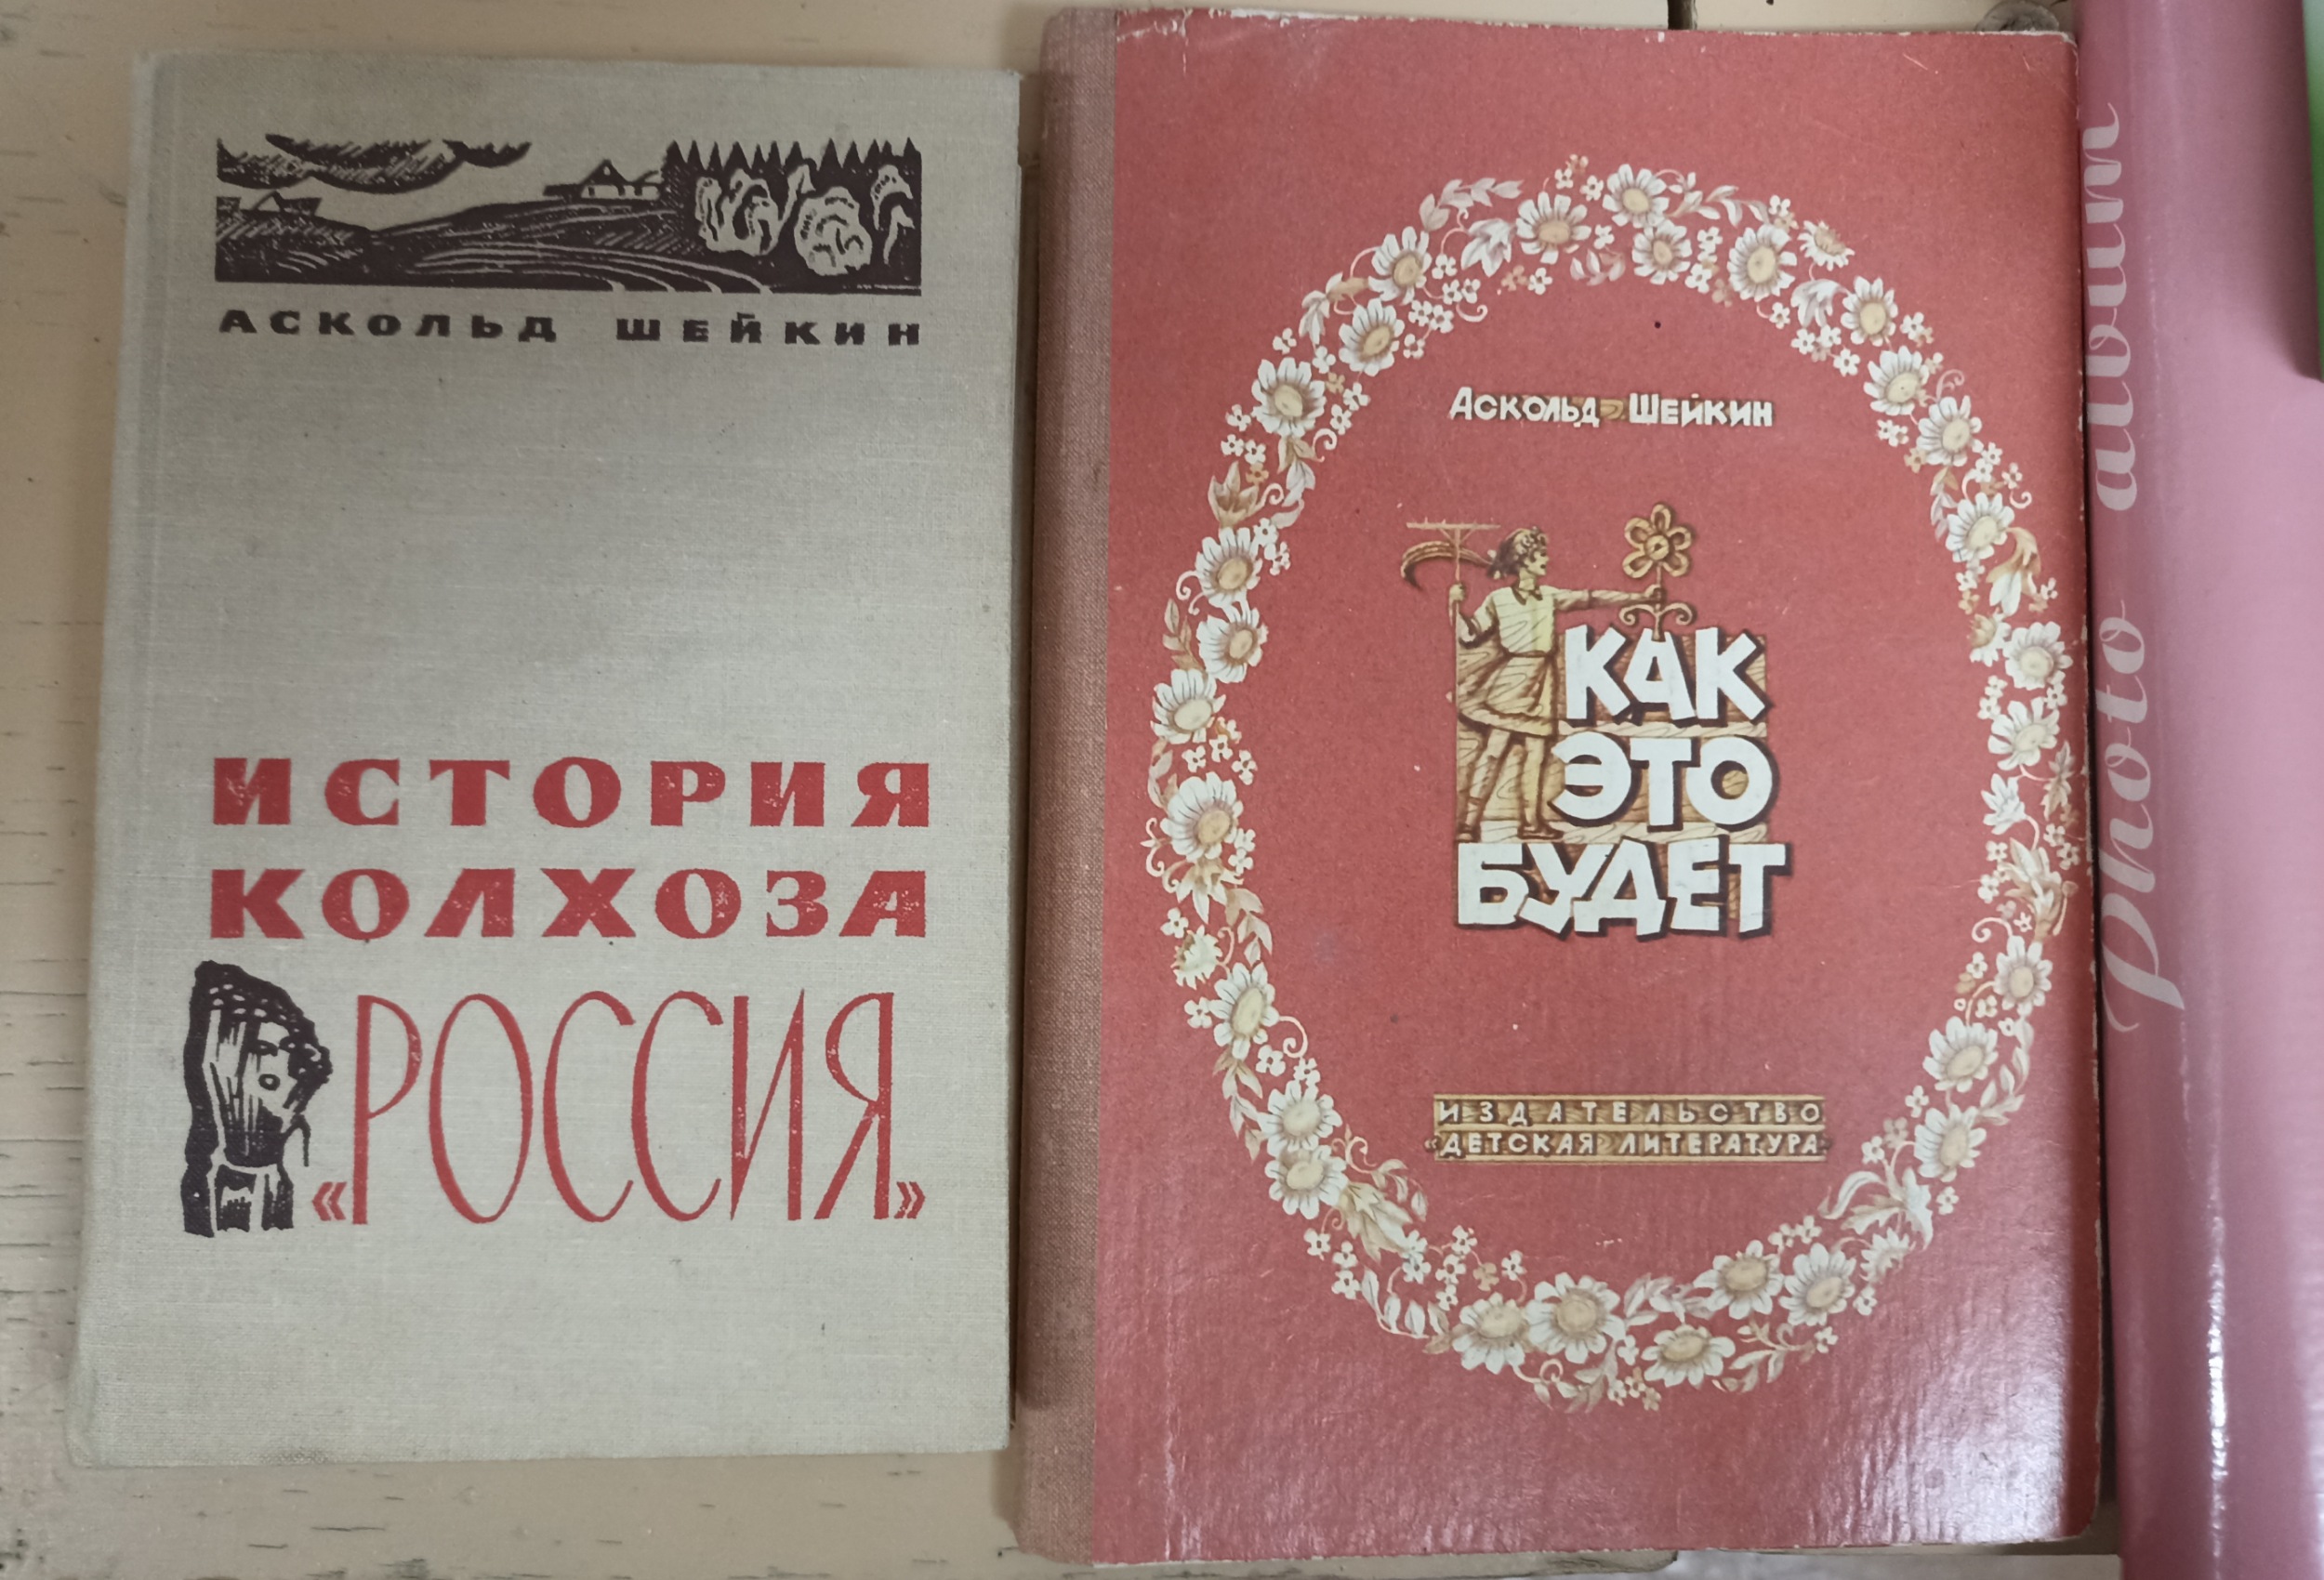 АСКОЛЬД ШЕЙКИН
ИСТОРИЯ
КОЛХОЗА
«РОССИЯ»
АСКОЛЬД ШЕЙКИН
КАК
ЭТО
БУДЕТ
ИЗДАТЕЛЬСТВО
«ДЕТСКАЯ ЛИТЕРАТУРА»
photo album